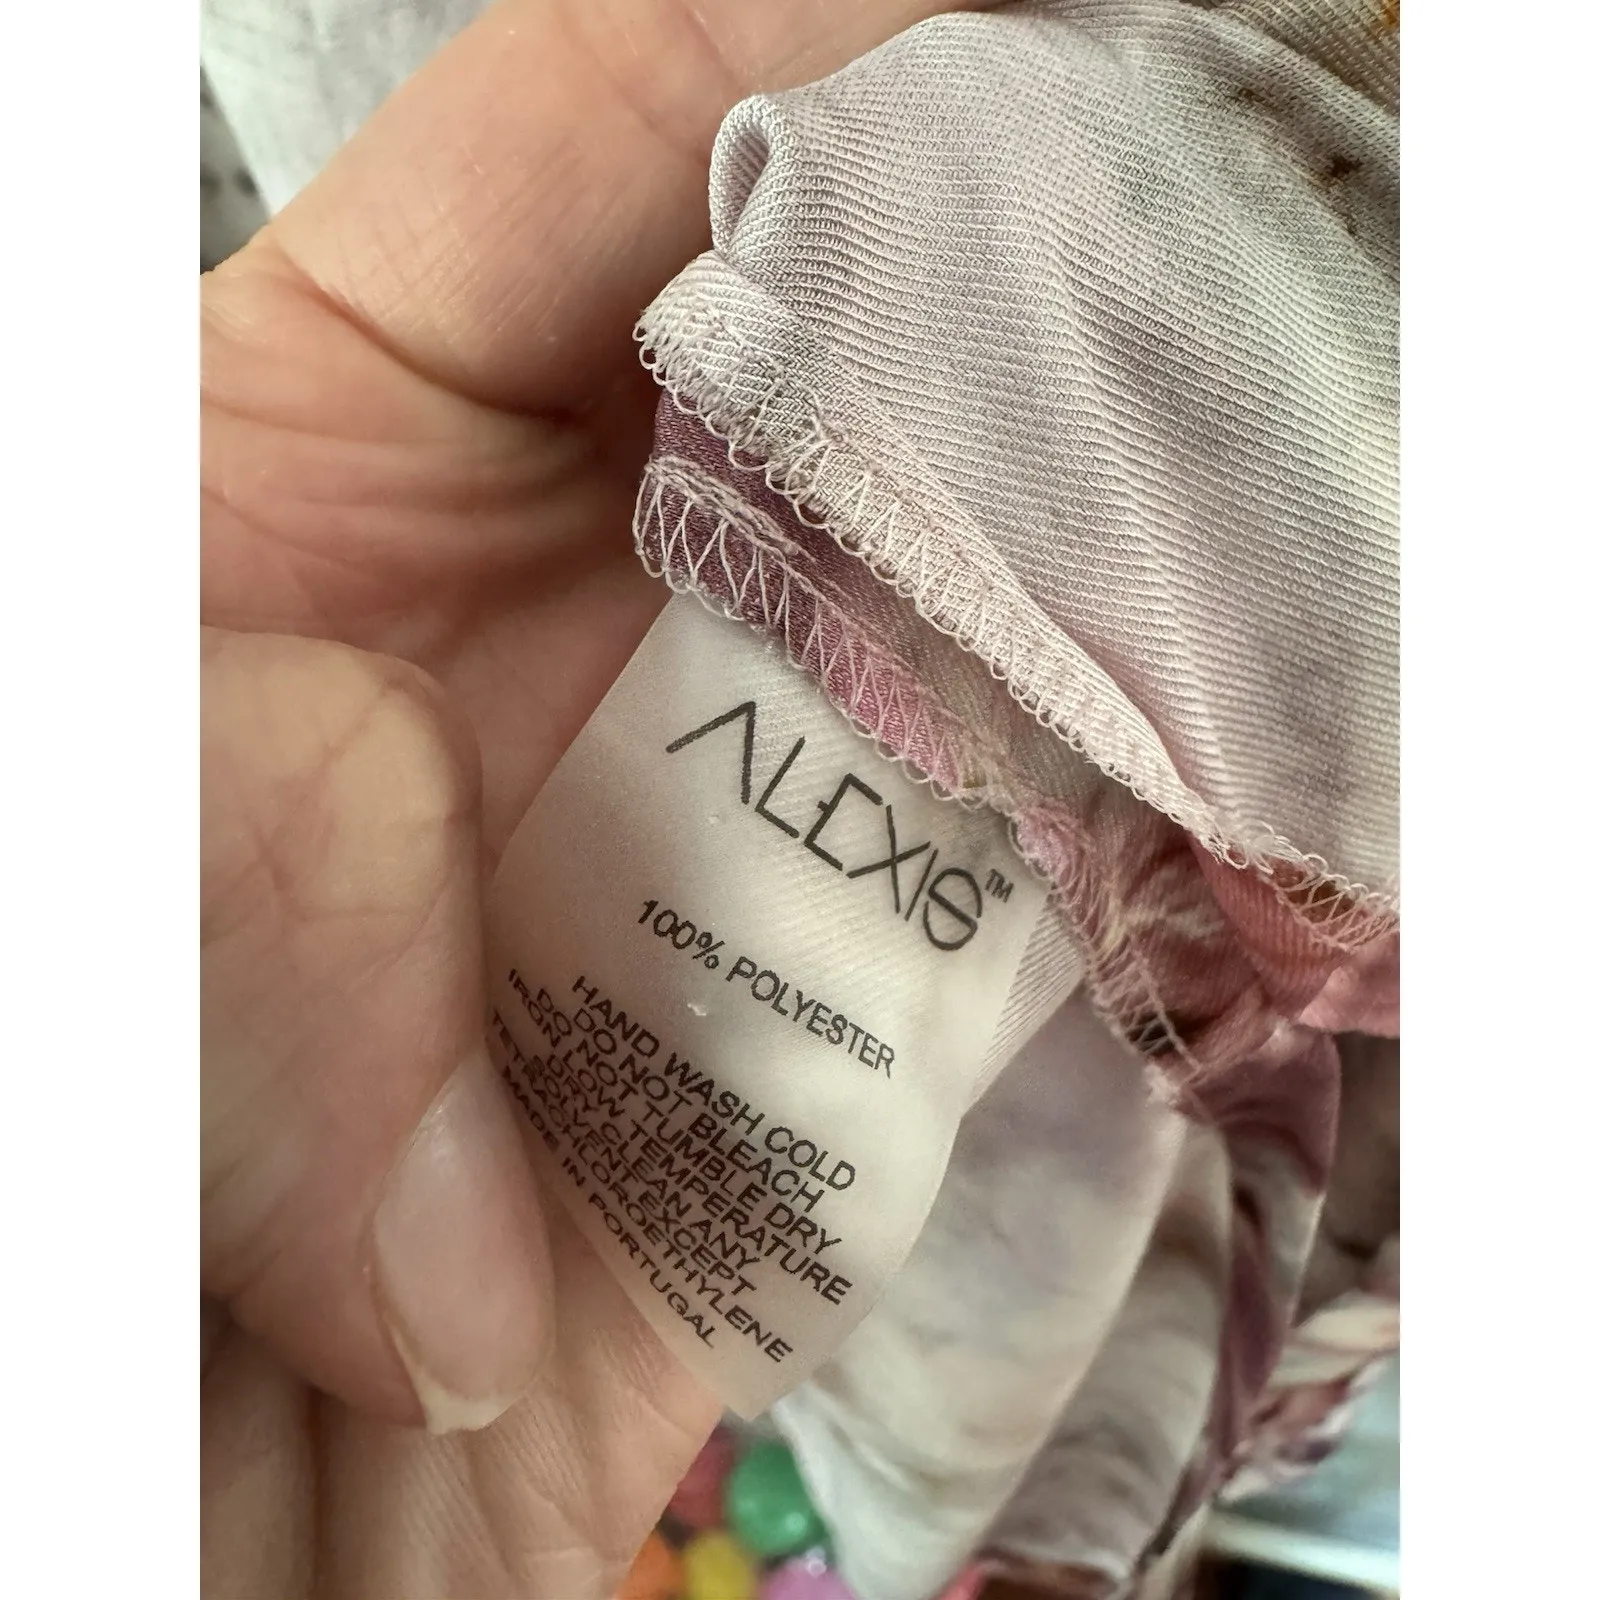 ALEXIS™
100% POLYESTER
HAND WASH COLD
DO NOT BLEACH
DO NOT TUMBLE DRY
IRON LOW TEMPERATURE
DRY CLEAN ANY
SOLVENT EXCEPT
TETRACHLOROETHYLENE
MADE IN PORTUGAL